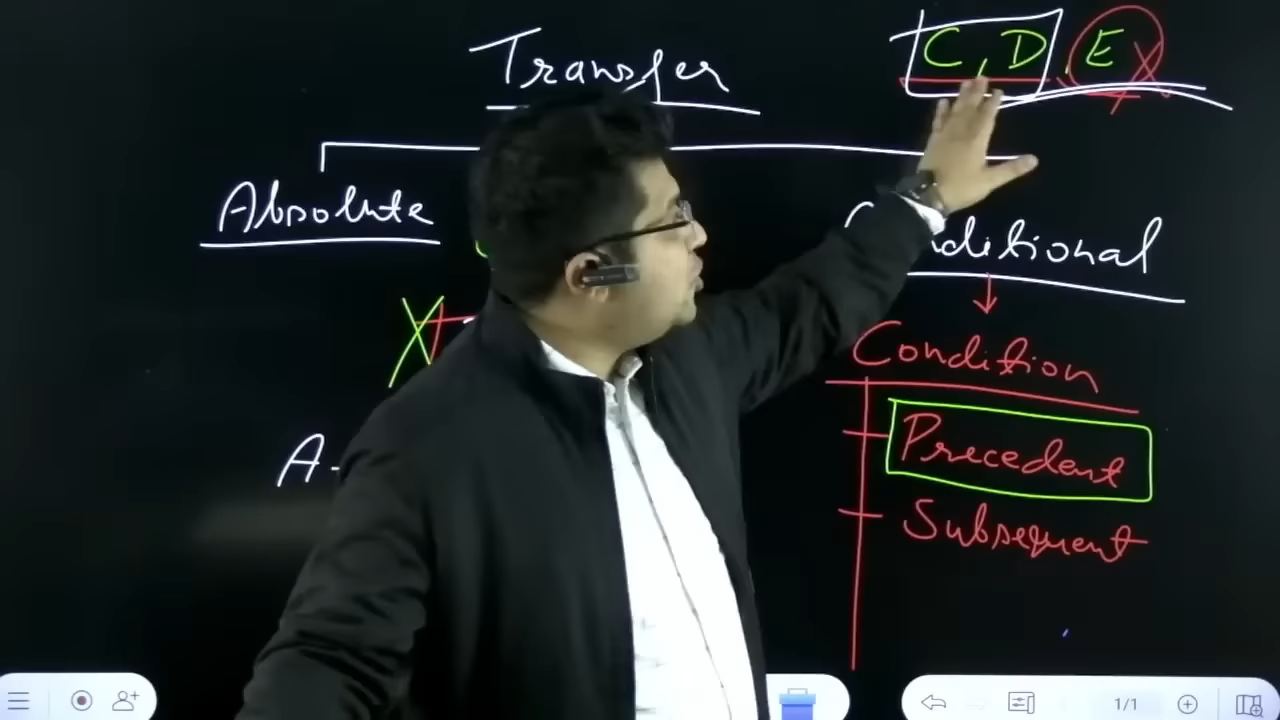 Transfer
C, D, E X
Absolute
Conditional
X
Condition
A-
Precedent
Subsequent
1/1